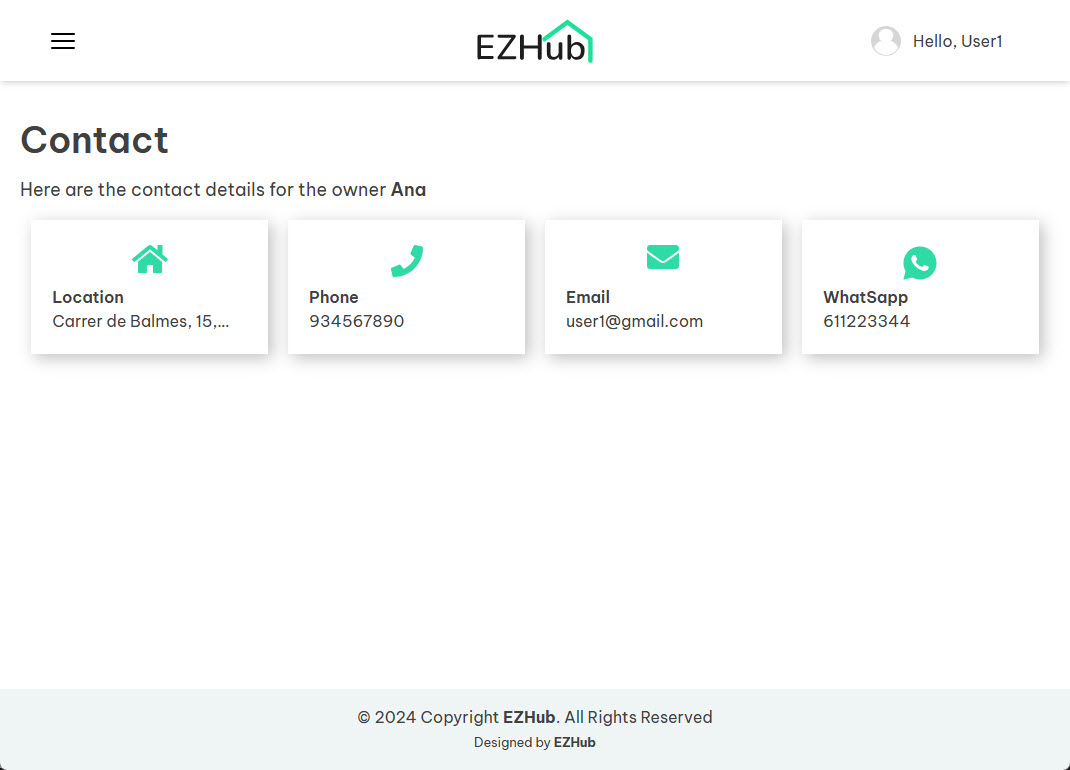 EZHub
Hello, User1
Contact
Here are the contact details for the owner Ana
Location
Carrer de Balmes, 15,...
Phone
934567890
Email
user1@gmail.com
WhatSapp
611223344
© 2024 Copyright EZHub. All Rights Reserved
Designed by EZHub